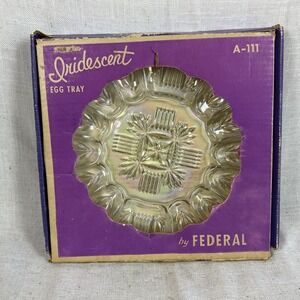 Iridescent
A-111
EGG TRAY
by FEDERAL